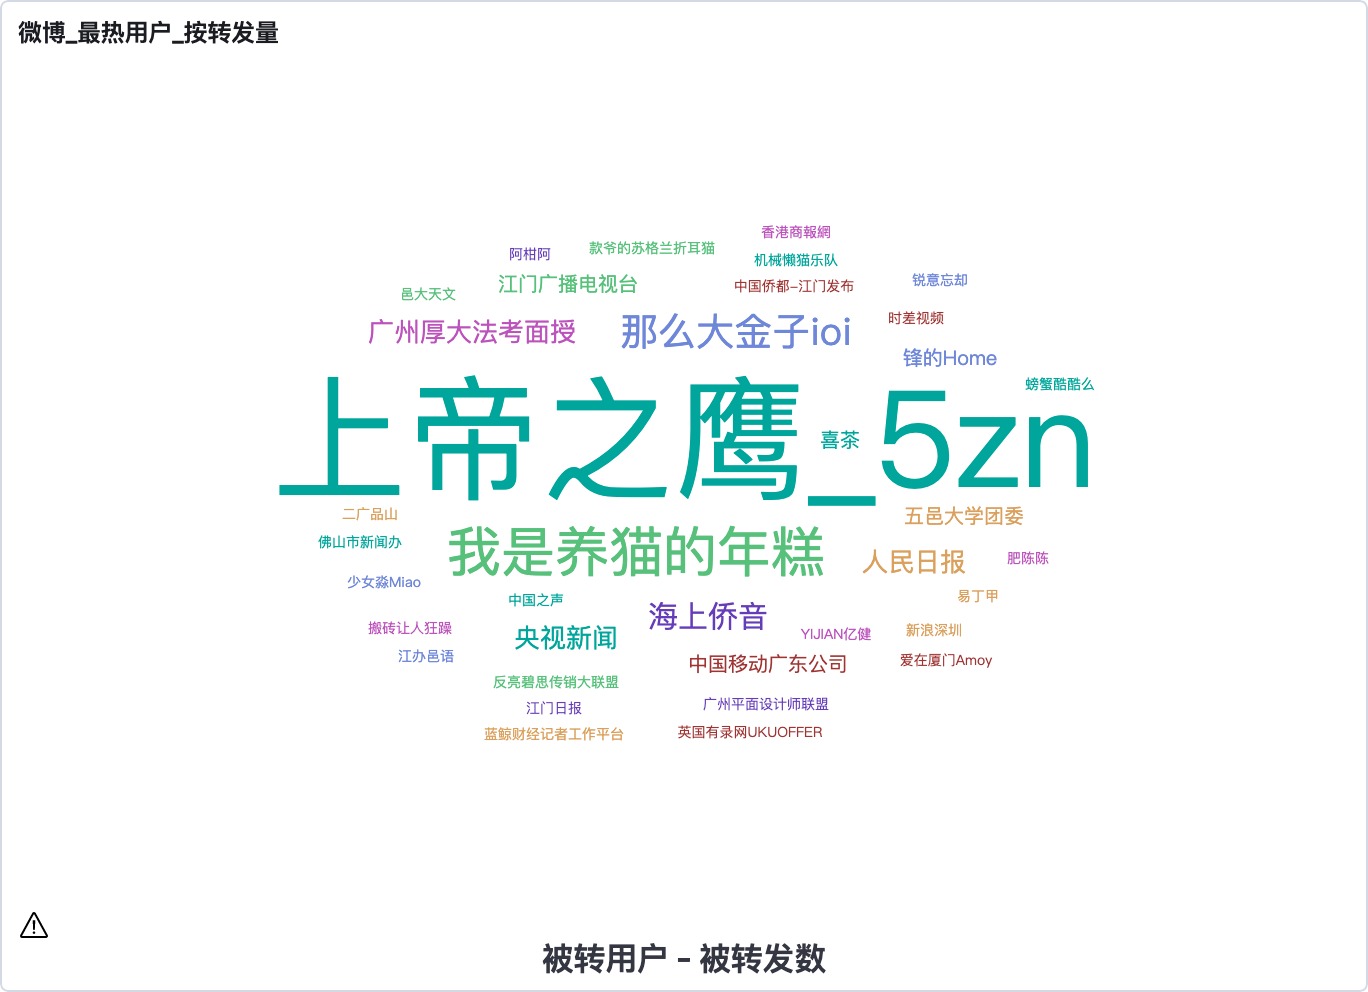 微博_最热用户_按转发量
香港商報網
款爷的苏格兰折耳猫
阿柑阿
机械懒猫乐队
锐意忘却
江门广播电视台
中国侨都-江门发布
邑大天文
时差视频
广州厚大法考面授
那么大金子ioi
锋的Home
螃蟹酷酷么
上帝之鹰_5zn
喜茶
二广品山
五邑大学团委
佛山市新闻办
我是养猫的年糕
人民日报
肥陈陈
少女淼Miao
易丁甲
中国之声
海上侨音
搬砖让人狂躁
央视新闻
YIJIAN亿健
新浪深圳
江办邑语
中国移动广东公司
爱在厦门Amoy
反亮碧思传销大联盟
江门日报
广州平面设计师联盟
蓝鲸财经记者工作平台
英国有录网UKUOFFER
被转用户 - 被转发数